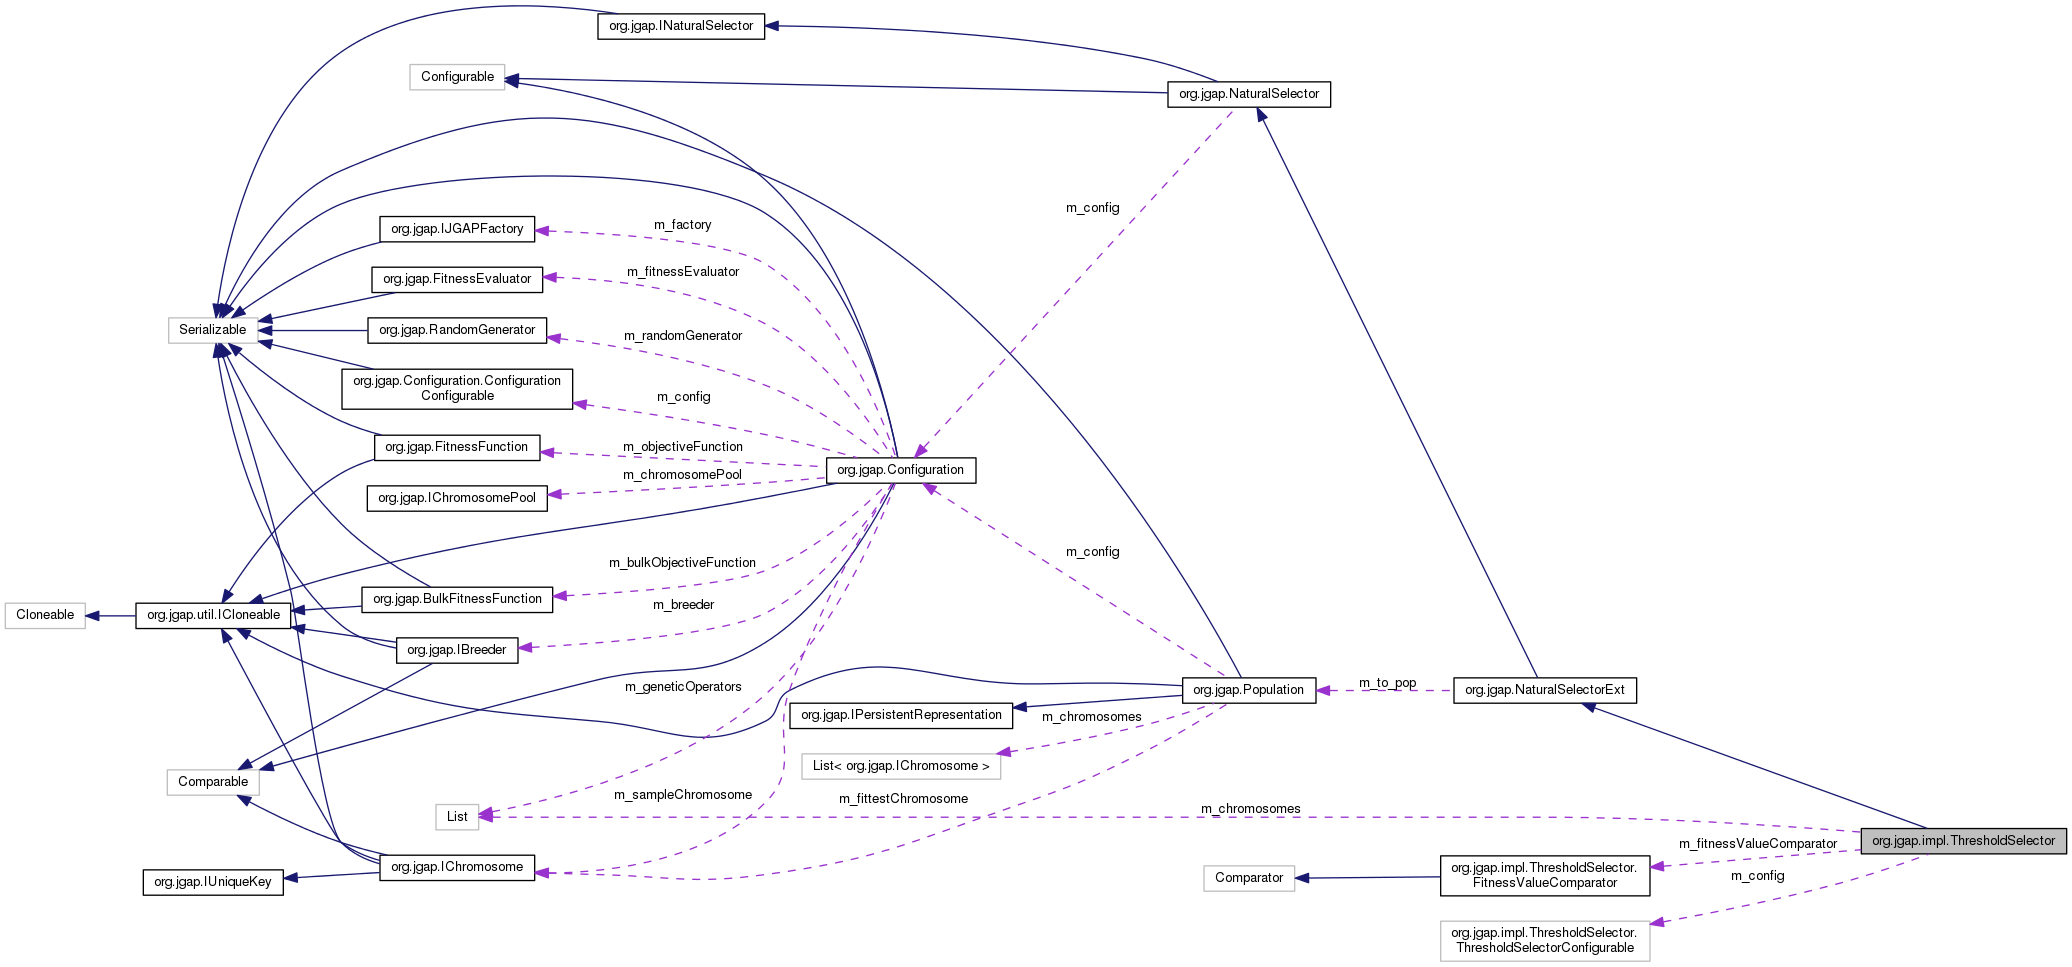 org.jgap.INaturalSelector
Configurable
org.jgap.NaturalSelector
m_config
org.jgap.IJGAPFactory
m_factory
org.jgap.FitnessEvaluator
m_fitnessEvaluator
Serializable
org.jgap.RandomGenerator
m_randomGenerator
org.jgap.Configuration.Configuration
Configurable
m_config
org.jgap.FitnessFunction
m_objectiveFunction
org.jgap.Configuration
m_chromosomePool
org.jgap.IChromosomePool
m_bulkObjectiveFunction
m_config
org.jgap.BulkFitnessFunction
m_breeder
Cloneable
org.jgap.util.ICloneable
org.jgap.IBreeder
m_geneticOperators
org.jgap.Population
m_to_pop
org.jgap.NaturalSelectorExt
org.jgap.IPersistentRepresentation
m_chromosomes
List< org.jgap.IChromosome >
Comparable
m_sampleChromosome
m_fittestChromosome
List
m_chromosomes
org.jgap.impl.ThresholdSelector
m_fitnessValueComparator
org.jgap.IChromosome
org.jgap.IUniqueKey
Comparator
org.jgap.impl.ThresholdSelector.
FitnessValueComparator
m_config
org.jgap.impl.ThresholdSelector.
ThresholdSelectorConfigurable